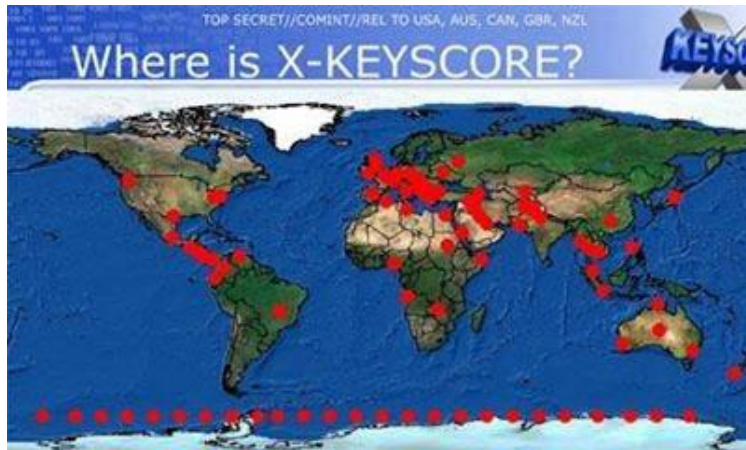 TOP SECRET//COMINT//REL TO USA, AUS, CAN, GBR, NZL
Where is X-KEYSCORE?